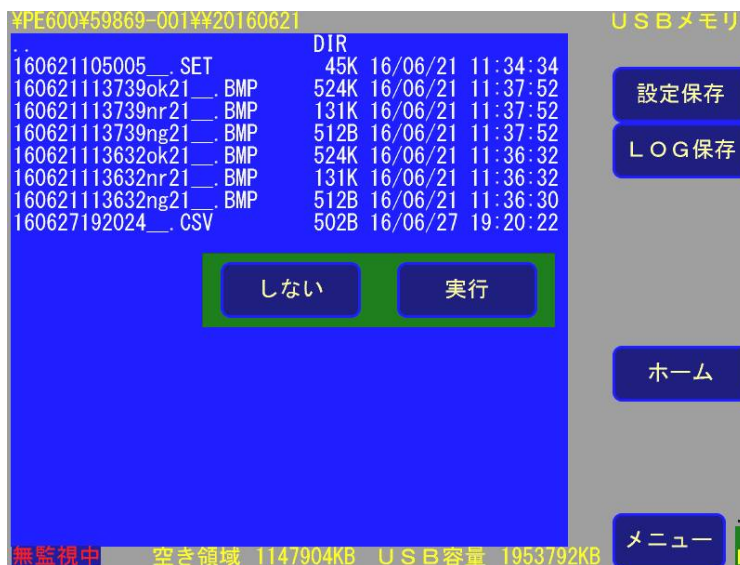 ¥PE600¥59869-001¥¥20160621
USBメモリ
.. DIR
160621105005__.SET 45K 16/06/21 11:34:34
160621113739ok21__.BMP 524K 16/06/21 11:37:52
160621113739nr21__.BMP 131K 16/06/21 11:37:52
160621113739ng21__.BMP 512B 16/06/21 11:37:52
160621113632ok21__.BMP 524K 16/06/21 11:36:32
160621113632nr21__.BMP 131K 16/06/21 11:36:32
160621113632ng21__.BMP 512B 16/06/21 11:36:30
160627192024__.CSV 502B 16/06/27 19:20:22
設定保存
LOG保存
しない 実行
ホーム
メニュー
無監視中 空き領域 1147904KB USB容量 1953792KB